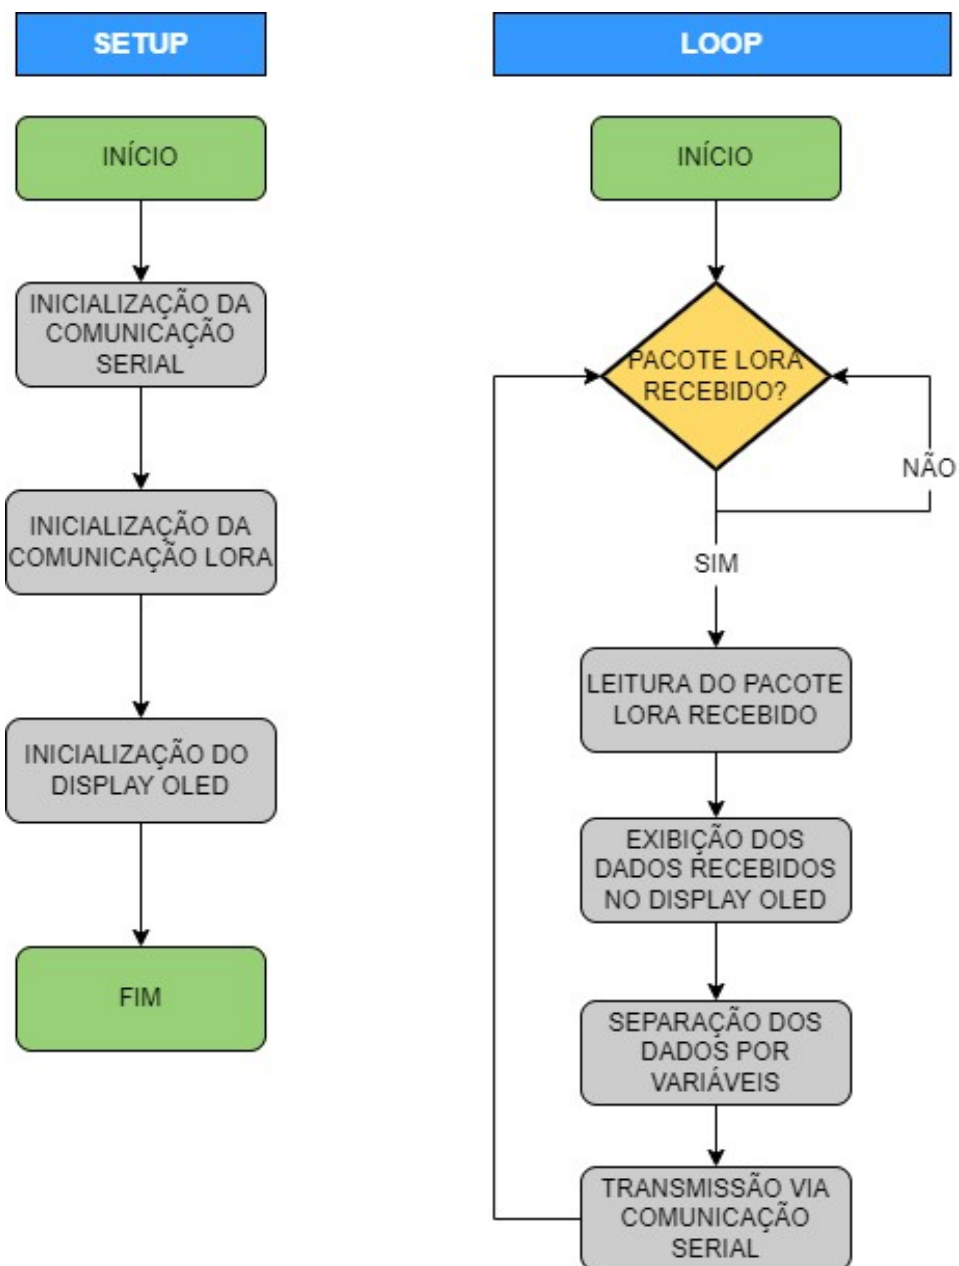 SETUP
INÍCIO
INICIALIZAÇÃO DA
COMUNICAÇÃO
SERIAL
INICIALIZAÇÃO DA
COMUNICAÇÃO LORA
INICIALIZAÇÃO DO
DISPLAY OLED
FIM
LOOP
INÍCIO
PACOTE LORA
RECEBIDO?
NÃO
SIM
LEITURA DO PACOTE
LORA RECEBIDO
EXIBIÇÃO DOS
DADOS RECEBIDOS
NO DISPLAY OLED
SEPARAÇÃO DOS
DADOS POR
VARIÁVEIS
TRANSMISSÃO VIA
COMUNICAÇÃO
SERIAL